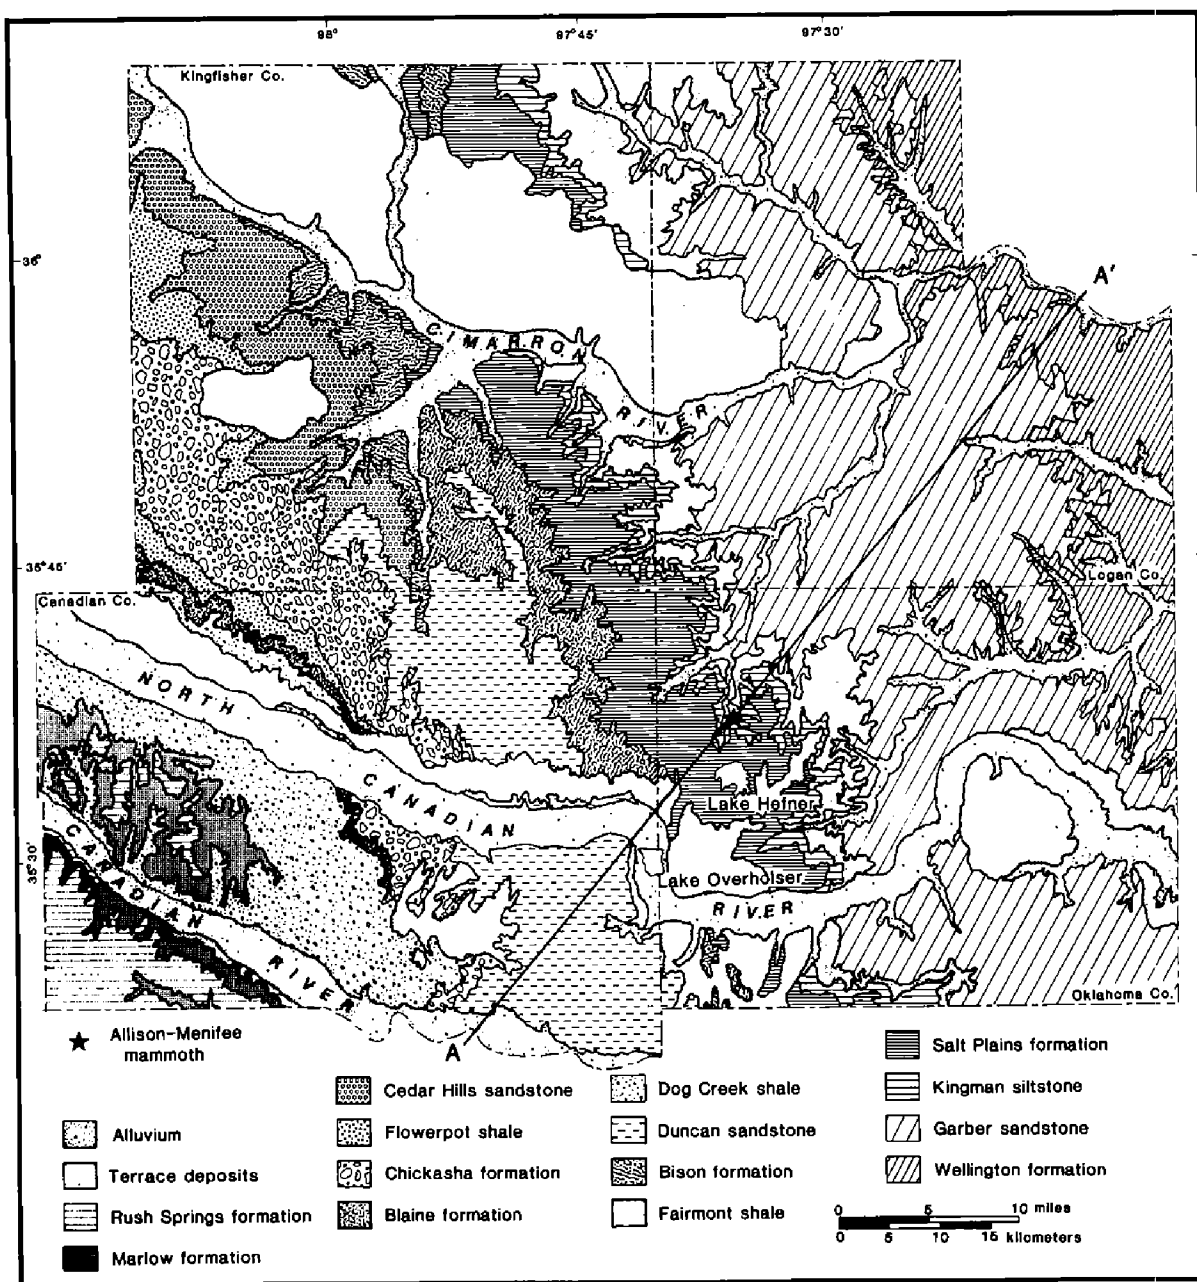 98°
97°45'
97°30'
Kingfisher Co.
36°
A'
CIMARRON
RIVER
35°45'
Logan Co.
Canadian Co.
NORTH
CANADIAN
Lake Hefner
35°30'
CANADIAN
Lake Overholser
RIVER
RIVER
Oklahoma Co.
A
Allison-Menifee
mammoth
Alluvium
Terrace deposits
Rush Springs formation
Marlow formation
Cedar Hills sandstone
Flowerpot shale
Chickasha formation
Blaine formation
Dog Creek shale
Duncan sandstone
Bison formation
Fairmont shale
Salt Plains formation
Kingman siltstone
Garber sandstone
Wellington formation
0 5 10 miles
0 5 10 15 kilometers